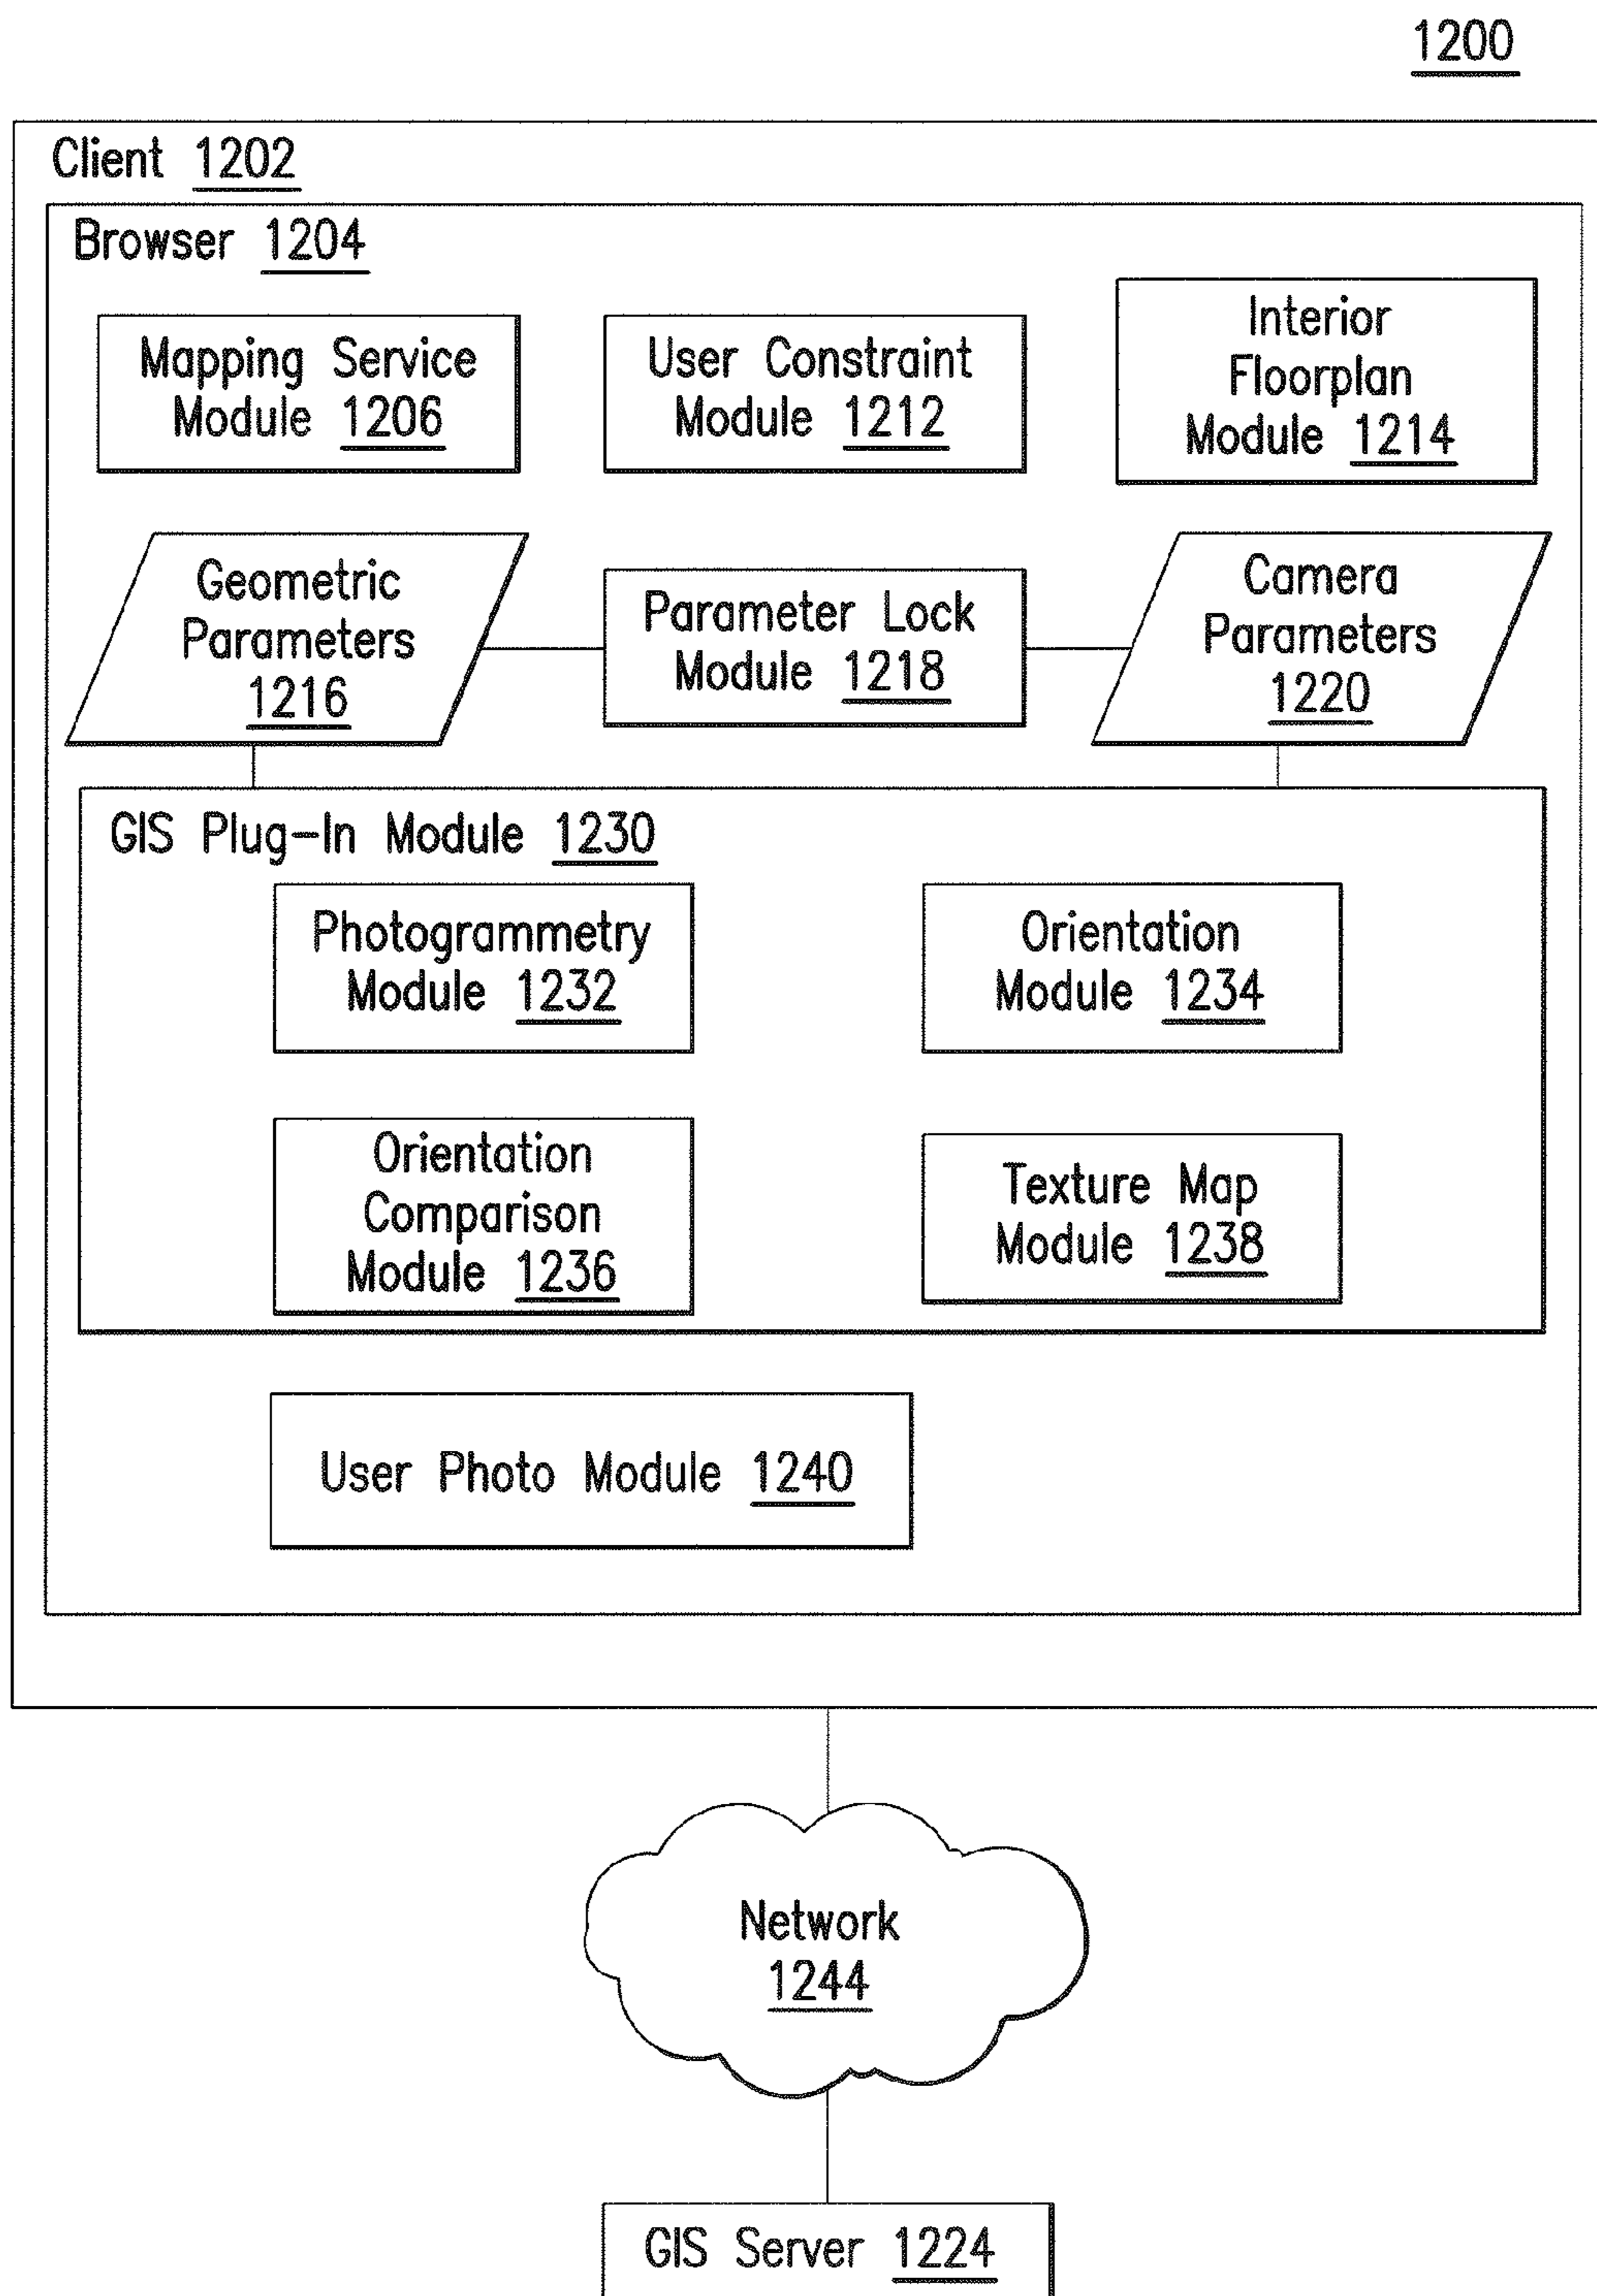 1200
Client 1202
Browser 1204
Mapping Service
Module 1206
User Constraint
Module 1212
Interior
Floorplan
Module 1214
Geometric
Parameters
1216
Parameter Lock
Module 1218
Camera
Parameters
1220
GIS Plug-In Module 1230
Photogrammetry
Module 1232
Orientation
Module 1234
Orientation
Comparison
Module 1236
Texture Map
Module 1238
User Photo Module 1240
Network
1244
GIS Server 1224